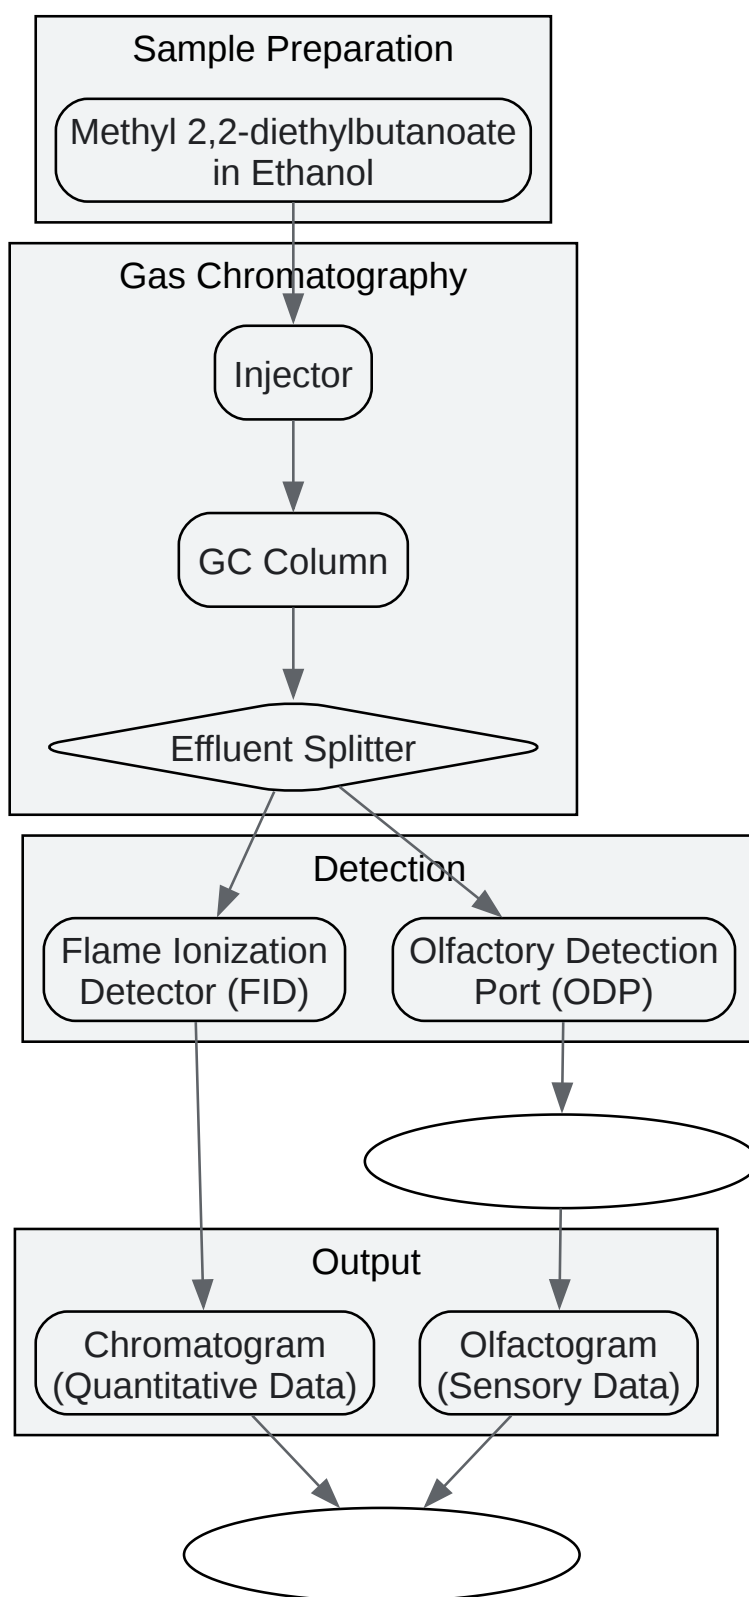 Sample Preparation
Methyl 2,2-diethylbutanoate
in Ethanol
Gas Chromatography
Injector
GC Column
Effluent Splitter
Detection
Flame Ionization
Detector (FID)
Olfactory Detection
Port (ODP)
Output
Chromatogram
(Quantitative Data)
Olfactogram
(Sensory Data)